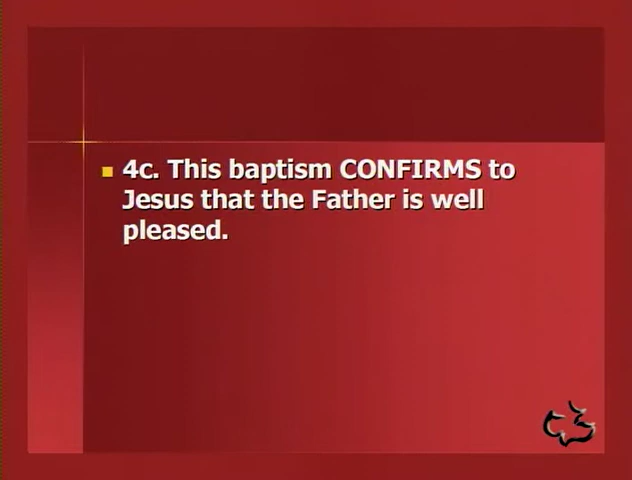 4c. This baptism CONFIRMS to
Jesus that the Father is well
pleased.